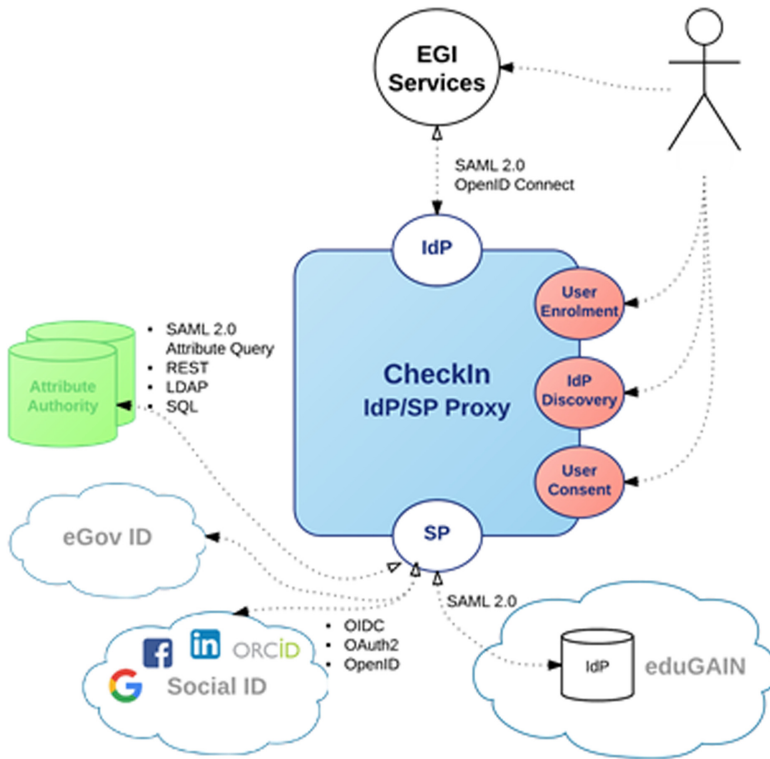 EGI
Services
SAML 2.0
OpenID Connect
IdP
User
Enrolment
CheckIn
IdP/SP Proxy
IdP
Discovery
User
Consent
SP
• SAML 2.0
Attribute Query
• REST
• LDAP
• SQL
Attribute
Authority
eGov ID
• OIDC
• OAuth2
• OpenID
f
in
ORCiD
G
Social ID
SAML 2.0
IdP
eduGAIN